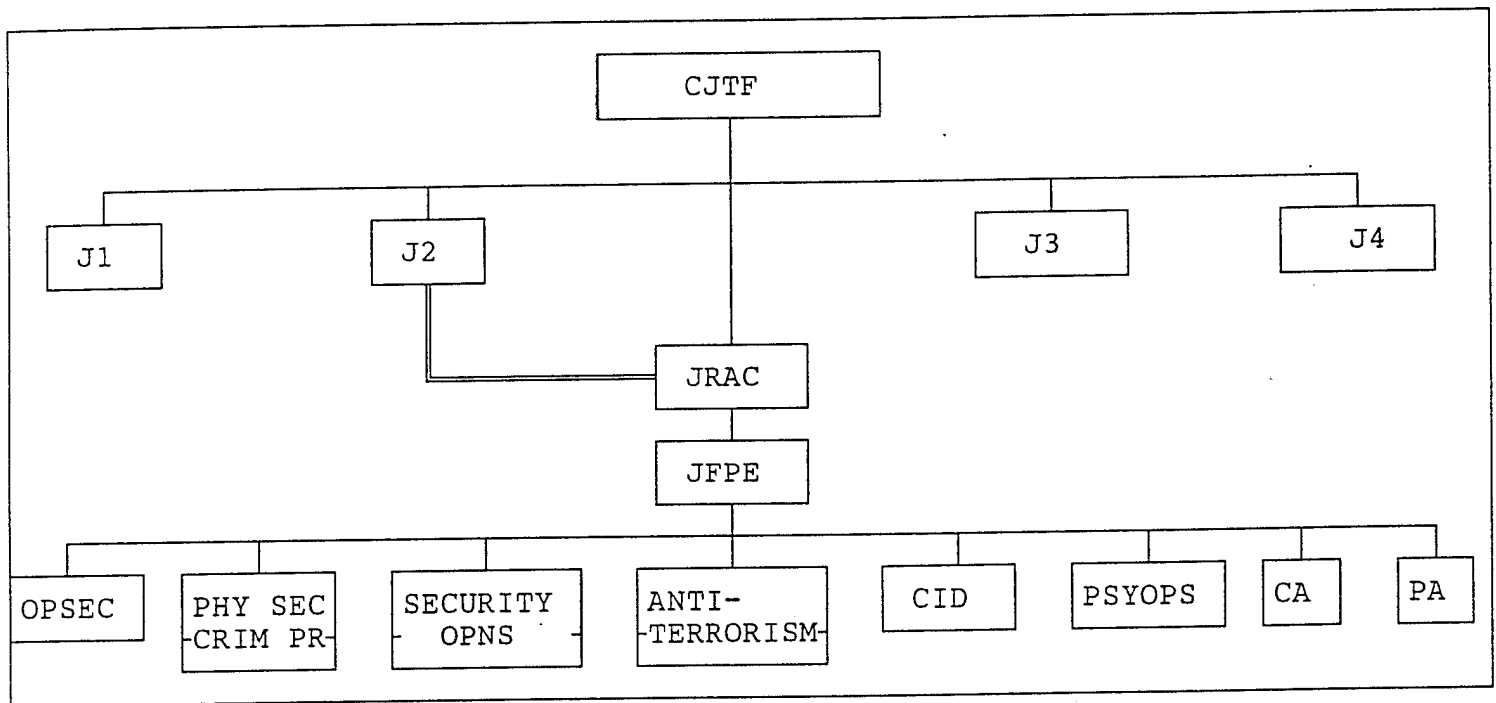 CJTF
J1
J2
J3
J4
JRAC
JFPE
OPSEC
PHY SEC
CRIM PR
SECURITY
OPNS
ANTI-
TERRORISM
CID
PSYOPS
CA
PA